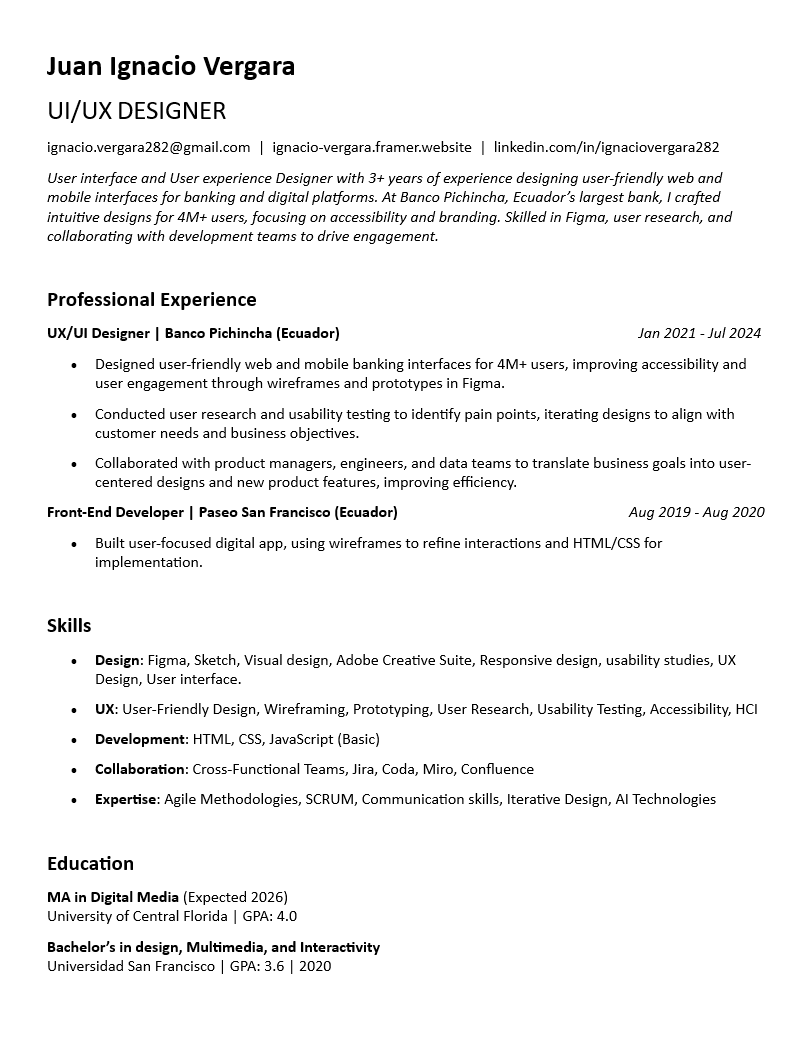 Juan Ignacio Vergara
UI/UX DESIGNER
ignacio.vergara282@gmail.com | ignacio-vergara.framer.website | linkedin.com/in/ignaciovergara282
User interface and User experience Designer with 3+ years of experience designing user-friendly web and
mobile interfaces for banking and digital platforms. At Banco Pichincha, Ecuador’s largest bank, I crafted
intuitive designs for 4M+ users, focusing on accessibility and branding. Skilled in Figma, user research, and
collaborating with development teams to drive engagement.
Professional Experience
UX/UI Designer | Banco Pichincha (Ecuador) Jan 2021 - Jul 2024
• Designed user-friendly web and mobile banking interfaces for 4M+ users, improving accessibility and
user engagement through wireframes and prototypes in Figma.
• Conducted user research and usability testing to identify pain points, iterating designs to align with
customer needs and business objectives.
• Collaborated with product managers, engineers, and data teams to translate business goals into user-
centered designs and new product features, improving efficiency.
Front-End Developer | Paseo San Francisco (Ecuador) Aug 2019 - Aug 2020
• Built user-focused digital app, using wireframes to refine interactions and HTML/CSS for
implementation.
Skills
• Design: Figma, Sketch, Visual design, Adobe Creative Suite, Responsive design, usability studies, UX
Design, User interface.
• UX: User-Friendly Design, Wireframing, Prototyping, User Research, Usability Testing, Accessibility, HCI
• Development: HTML, CSS, JavaScript (Basic)
• Collaboration: Cross-Functional Teams, Jira, Coda, Miro, Confluence
• Expertise: Agile Methodologies, SCRUM, Communication skills, Iterative Design, AI Technologies
Education
MA in Digital Media (Expected 2026)
University of Central Florida | GPA: 4.0
Bachelor’s in design, Multimedia, and Interactivity
Universidad San Francisco | GPA: 3.6 | 2020